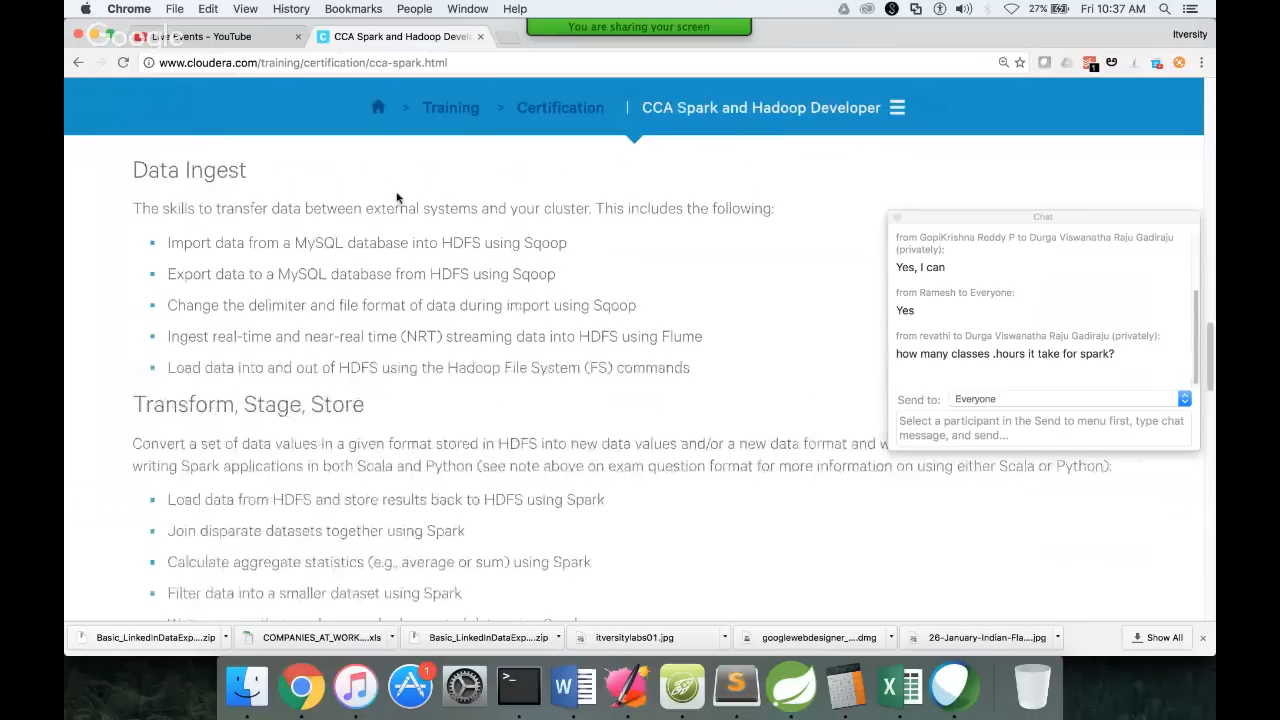 Chrome File Edit View History Bookmarks People Window Help 27% Fri 10:37 AM
You are sharing your screen
Google
Live Events - YouTube × CCA Spark and Hadoop Devel × Itversity
www.cloudera.com/training/certification/cca-spark.html 1
> Training > Certification | CCA Spark and Hadoop Developer
Data Ingest
The skills to transfer data between external systems and your cluster. This includes the following:
Import data from a MySQL database into HDFS using Sqoop
Export data to a MySQL database from HDFS using Sqoop
Change the delimiter and file format of data during import using Sqoop
Ingest real-time and near-real time (NRT) streaming data into HDFS using Flume
Load data into and out of HDFS using the Hadoop File System (FS) commands
Transform, Stage, Store
Convert a set of data values in a given format stored in HDFS into new data values and/or a new data format and w
writing Spark applications in both Scala and Python (see note above on exam question format for more information on using either Scala or Python):
Load data from HDFS and store results back to HDFS using Spark
Join disparate datasets together using Spark
Calculate aggregate statistics (e.g., average or sum) using Spark
Filter data into a smaller dataset using Spark
Chat
from GopiKrishna Reddy P to Durga Viswanatha Raju Gadiraju
(privately):
Yes, I can
from Ramesh to Everyone:
Yes
from revathi to Durga Viswanatha Raju Gadiraju (privately):
how many classes .hours it take for spark?
Send to: Everyone
Select a participant in the Send to menu first, type chat
message, and send...
Basic_LinkedInDataExp....zip COMPANIES_AT_WORK....xls Basic_LinkedInDataExp....zip itversitylabs01.jpg googlewebdesigner_....dmg 26-January-Indian-Fla....jpg Show All ×
1